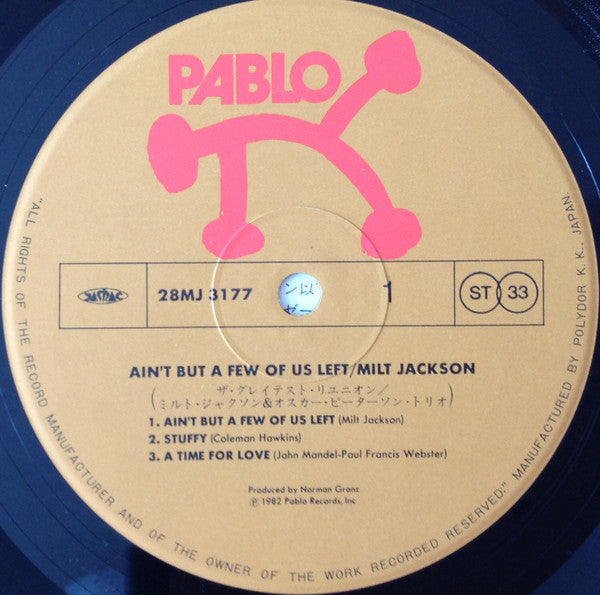 PABLO
JASRAC
28MJ 3177
ン以
1
ST 33
AIN'T BUT A FEW OF US LEFT/MILT JACKSON
(ザ・グレイテスト・リユニオン/
ミルト・ジャクソン&オスカー・ピーターソン・トリオ)
1. AIN'T BUT A FEW OF US LEFT (Milt Jackson)
2. STUFFY (Coleman Hawkins)
3. A TIME FOR LOVE (John Mandel-Paul Francis Webster)
Produced by Norman Granz
Ⓟ 1982 Pablo Records, Inc
"ALL RIGHTS OF THE RECORD MANUFACTURER AND OF THE OWNER OF THE WORK RECORDED RESERVED." MANUFACTURED BY POLYDOR K. K., JAPAN.